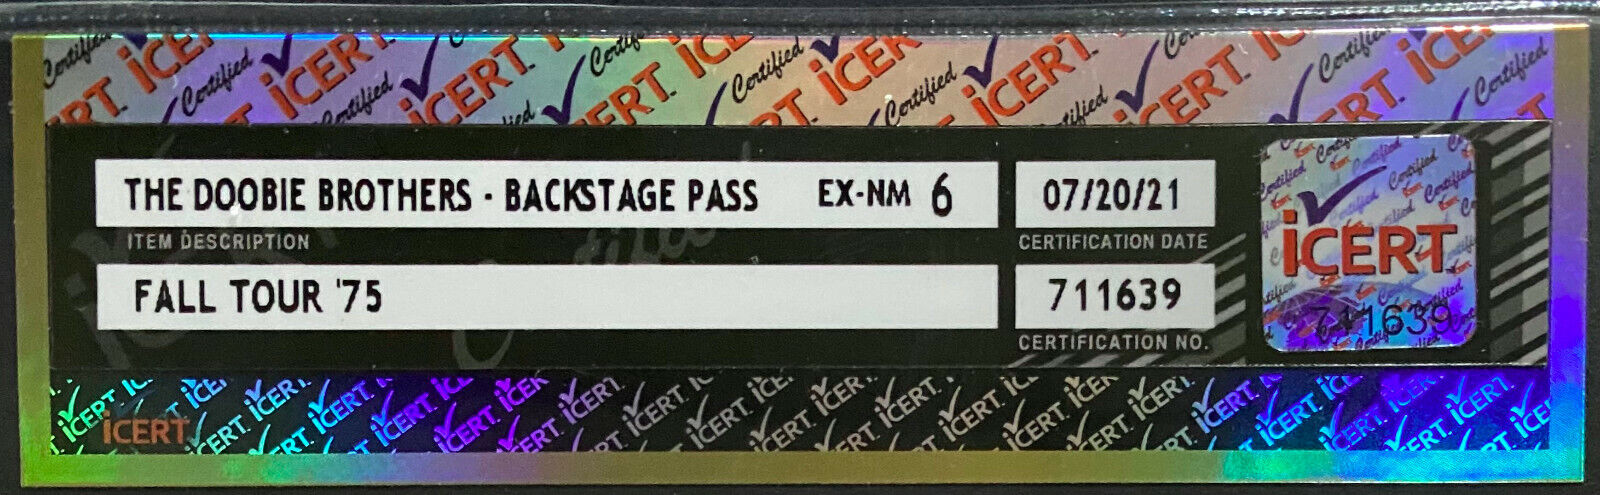 THE DOOBIE BROTHERS - BACKSTAGE PASS EX-NM 6
ITEM DESCRIPTION
07/20/21
CERTIFICATION DATE
FALL TOUR '75
711639
CERTIFICATION NO.
iCERT
711639
iCERT